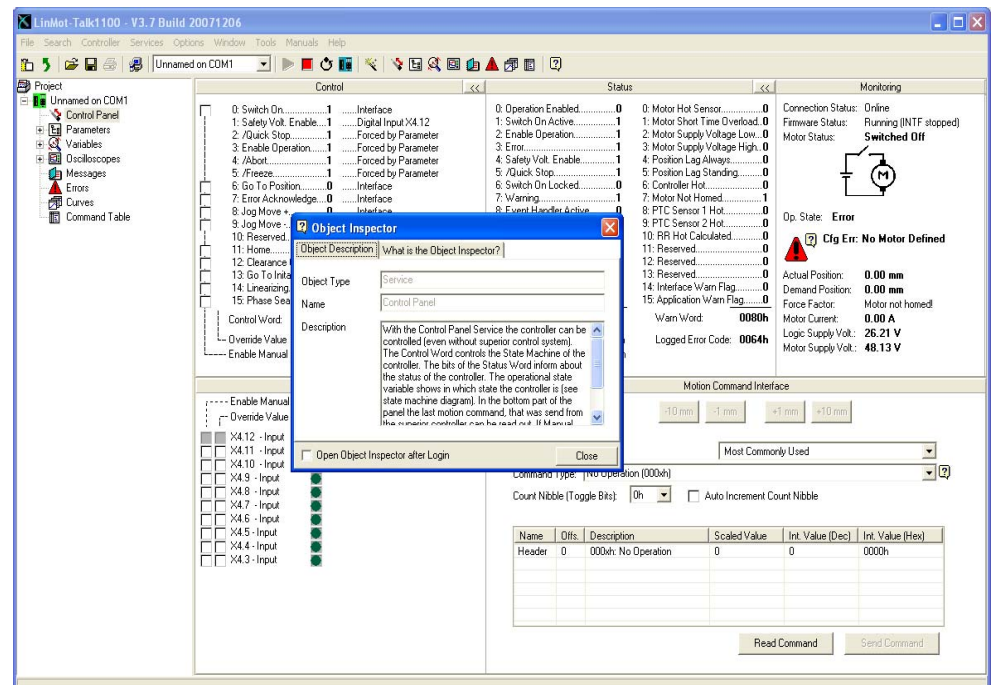 LinMot-Talk1100 - V3.7 Build 20071206
File Search Controller Services Options Window Tools Manuals Help
Unnamed on COM1
Project
Unnamed on COM1
Control Panel
Parameters
Variables
Oscilloscopes
Messages
Errors
Curves
Command Table
Control <<
0: Switch On.............1 ......Interface
1: Safety Volt. Enable....1 ......Digital Input X4.12
2: /Quick Stop............1 ......Forced by Parameter
3: Enable Operation.......1 ......Forced by Parameter
4: /Abort.................1 ......Forced by Parameter
5: /Freeze................1 ......Forced by Parameter
6: Go To Position.........0 ......Interface
7: Error Acknowledge....0 ......Interface
8: Jog Move +............0 ......Interface
9: Jog Move -
10: Reserved
11: Home
12: Clearance
13: Go To Inita
14: Linearizing
15: Phase Sea
Control Word:
Override Value
Enable Manual
Status <<
0: Operation Enabled.........0
1: Switch On Active...........1
2: Enable Operation...........1
3: Error......................1
4: Safety Volt. Enable........1
5: /Quick Stop................1
6: Switch On Locked...........0
7: Warning....................1
8: Event Handler Active.......0
0: Motor Hot Sensor...........0
1: Motor Short Time Overload..0
2: Motor Supply Voltage Low...0
3: Motor Supply Voltage High..0
4: Position Lag Always........0
5: Position Lag Standing......0
6: Controller Hot.............0
7: Motor Not Homed............1
8: PTC Sensor 1 Hot...........0
9: PTC Sensor 2 Hot...........0
10: RR Hot Calculated.........0
11: Reserved..................0
12: Reserved..................0
13: Reserved..................0
14: Interface Warn Flag.......0
15: Application Warn Flag.....0
Warn Word: 0080h
Logged Error Code: 0064h
Monitoring
Connection Status: Online
Firmware Status: Running (INTF stopped)
Motor Status: Switched Off
M
Op. State: Error
Cfg Err: No Motor Defined
Actual Position: 0.00 mm
Demand Position: 0.00 mm
Force Factor: Motor not homed!
Motor Current: 0.00 A
Logic Supply Volt.: 26.21 V
Motor Supply Volt.: 48.13 V
Object Inspector
Object Description What is the Object Inspector?
Object Type Service
Name Control Panel
Description With the Control Panel Service the controller can be
controlled (even without superior control system).
The Control Word controls the State Machine of the
controller. The bits of the Status Word inform about
the status of the controller. The operational state
variable shows in which state the controller is (see
state machine diagram). In the bottom part of the
panel the last motion command, that was send from
the superior controller can be read out. If Manual
Open Object Inspector after Login Close
Enable Manual
Override Value
X4.12 - Input
X4.11 - Input
X4.10 - Input
X4.9 - Input
X4.8 - Input
X4.7 - Input
X4.6 - Input
X4.5 - Input
X4.4 - Input
X4.3 - Input
Motion Command Interface
-10 mm -1 mm +1 mm +10 mm
Most Commonly Used
Command Type: No Operation (000xh)
Count Nibble (Toggle Bits): 0h Auto Increment Count Nibble
Name Offs. Description Scaled Value Int. Value (Dec) Int. Value (Hex)
Header 0 000xh: No Operation 0 0 0000h
Read Command Send Command